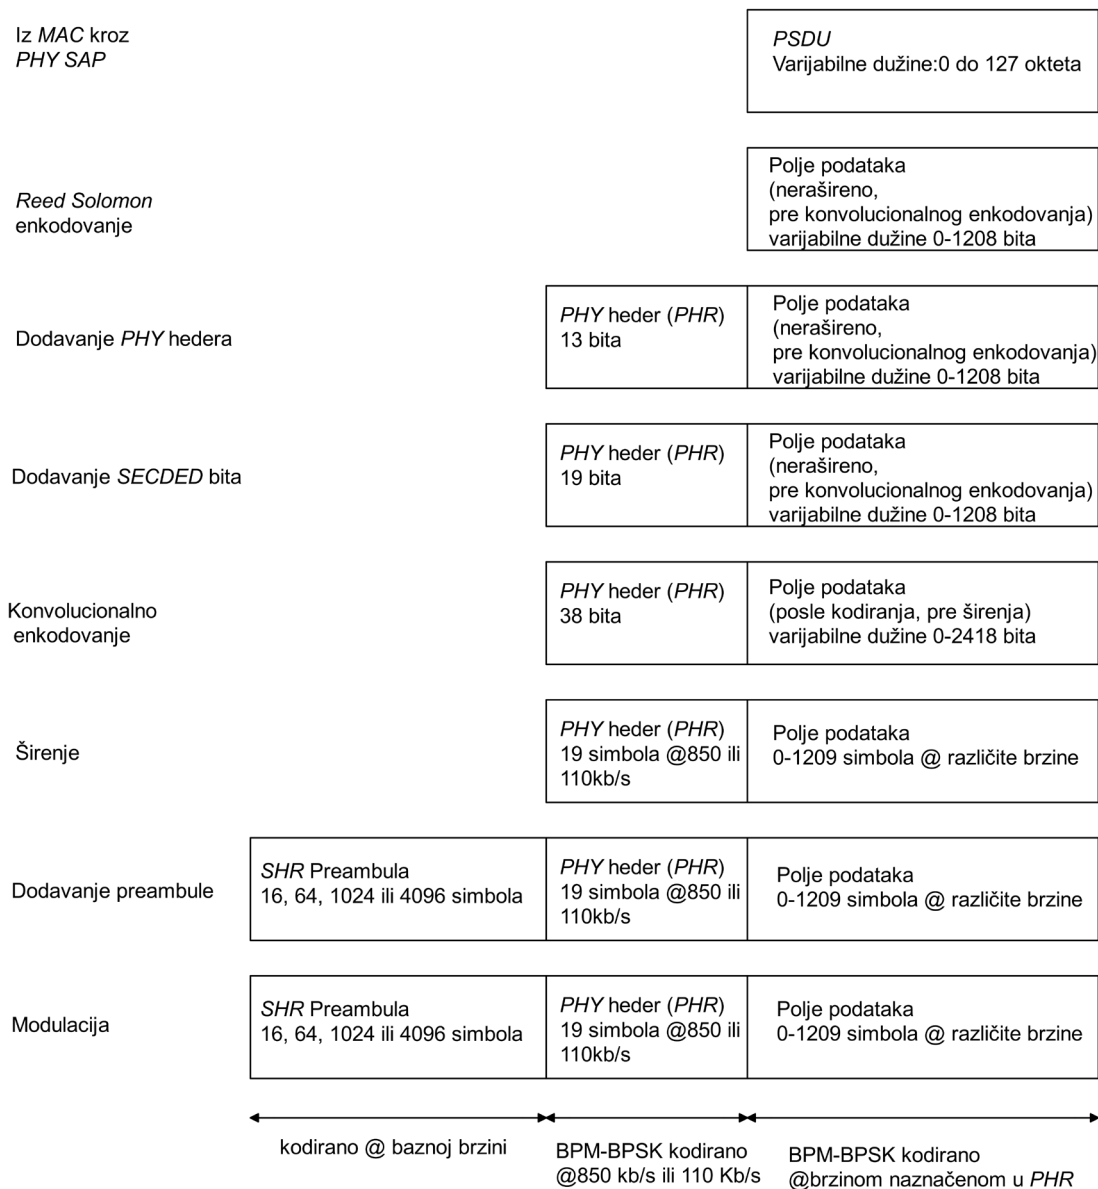 Iz MAC kroz
PHY SAP
PSDU
Varijabilne dužine:0 do 127 okteta
Reed Solomon
enkodovanje
Polje podataka
(nerašireno,
pre konvolucionalnog enkodovanja)
varijabilne dužine 0-1208 bita
Dodavanje PHY hedera
PHY heder (PHR)
13 bita
Polje podataka
(nerašireno,
pre konvolucionalnog enkodovanja)
varijabilne dužine 0-1208 bita
Dodavanje SECDED bita
PHY heder (PHR)
19 bita
Polje podataka
(nerašireno,
pre konvolucionalnog enkodovanja)
varijabilne dužine 0-1208 bita
Konvolucionalno
enkodovanje
PHY heder (PHR)
38 bita
Polje podataka
(posle kodiranja, pre širenja)
varijabilne dužine 0-2418 bita
Širenje
PHY heder (PHR)
19 simbola @850 ili
110kb/s
Polje podataka
0-1209 simbola @ različite brzine
Dodavanje preambule
SHR Preambula
16, 64, 1024 ili 4096 simbola
PHY heder (PHR)
19 simbola @850 ili
110kb/s
Polje podataka
0-1209 simbola @ različite brzine
Modulacija
SHR Preambula
16, 64, 1024 ili 4096 simbola
PHY heder (PHR)
19 simbola @850 ili
110kb/s
Polje podataka
0-1209 simbola @ različite brzine
kodirano @ baznoj brzini
BPM-BPSK kodirano
@850 kb/s ili 110 Kb/s
BPM-BPSK kodirano
@brzinom naznačenom u PHR